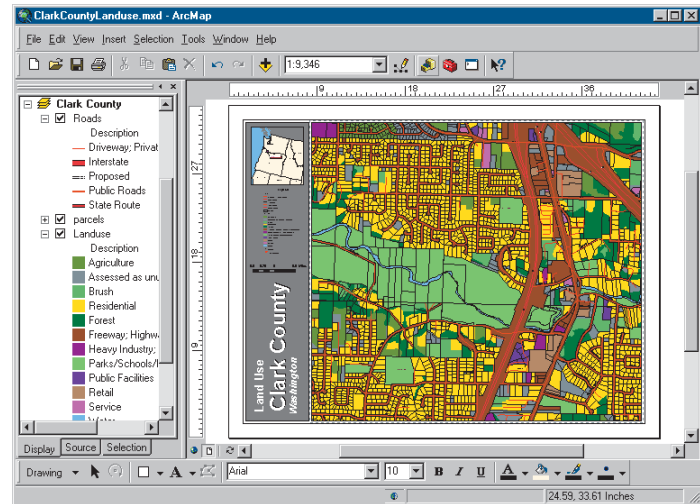 ClarkCountyLanduse.mxd - ArcMap
File Edit View Insert Selection Tools Window Help
1:9,346
Clark County
Roads
Description
Driveway; Privat
Interstate
Proposed
Public Roads
State Route
parcels
Landuse
Description
Agriculture
Assessed as unu
Brush
Residential
Forest
Freeway; Highw
Heavy Industry;
Parks/Schools/
Public Facilities
Retail
Service
Water
Display Source Selection
9 18 27 36
27
18
9
Land Use
Clark County
Washington
Drawing A Arial 10 B I U A
24.59, 33.61 Inches